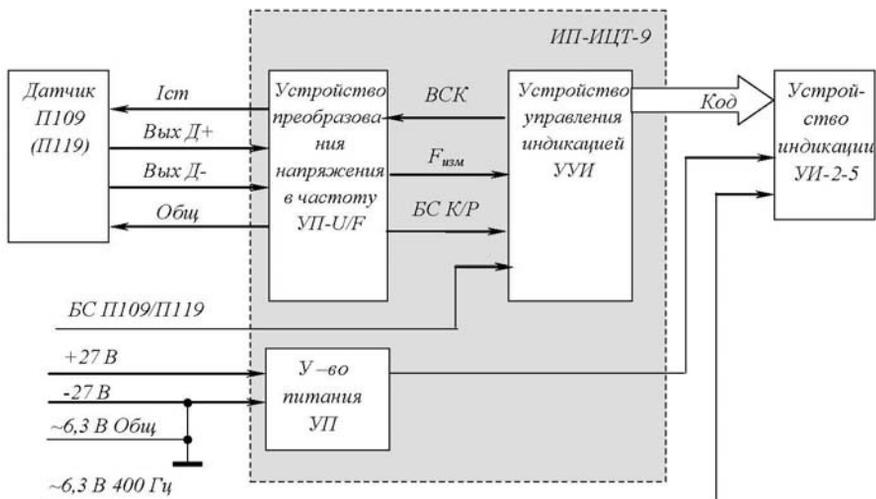 ИП-ИЦТ-9
Датчик
П109
(П119)
Iст
Вых Д+
Вых Д-
Общ
Устройство
преобразова
ния
напряжения
в частоту
УП-U/F
ВСК
Fизм
БС К/Р
Устройство
управления
индикацией
УУИ
Код
Устрой-
ство
индикации
УИ-2-5
БС П109/П119
+27 В
-27 В
~6,3 В Общ
~6,3 В 400 Гц
У –во
питания
УП